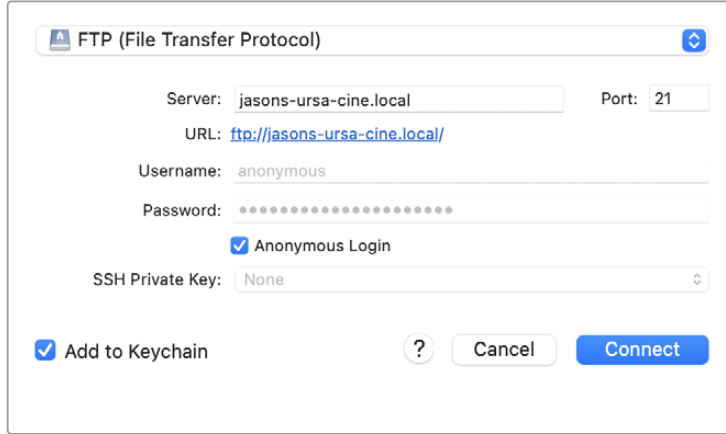 FTP (File Transfer Protocol)
Server: jasons-ursa-cine.local Port: 21
URL: ftp://jasons-ursa-cine.local/
Username: anonymous
Password: •••••••••••••••••••••
Anonymous Login
SSH Private Key: None
Add to Keychain ? Cancel Connect